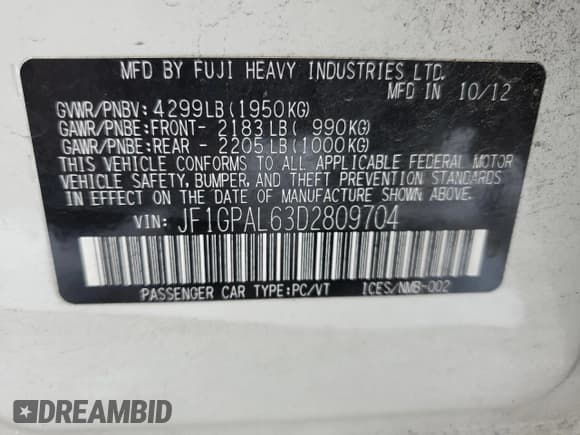 MFD BY FUJI HEAVY INDUSTRIES LTD.
MFD IN 10/12
GVWR/PNBV: 4299LB(1950KG)
GAWR/PNBE:FRONT- 2183LB( 990KG)
GAWR/PNBE:REAR - 2205LB(1000KG)
THIS VEHICLE CONFORMS TO ALL APPLICABLE FEDERAL MOTOR
VEHICLE SAFETY, BUMPER, AND THEFT PREVENTION STANDARDS
IN EFFECT ON THE DATE OF MANUFACTURE SHOWN ABOVE.
VIN: JF1GPAL63D2809704
PASSENGER CAR TYPE:PC/VT ICES/NMB-002
DREAMBID